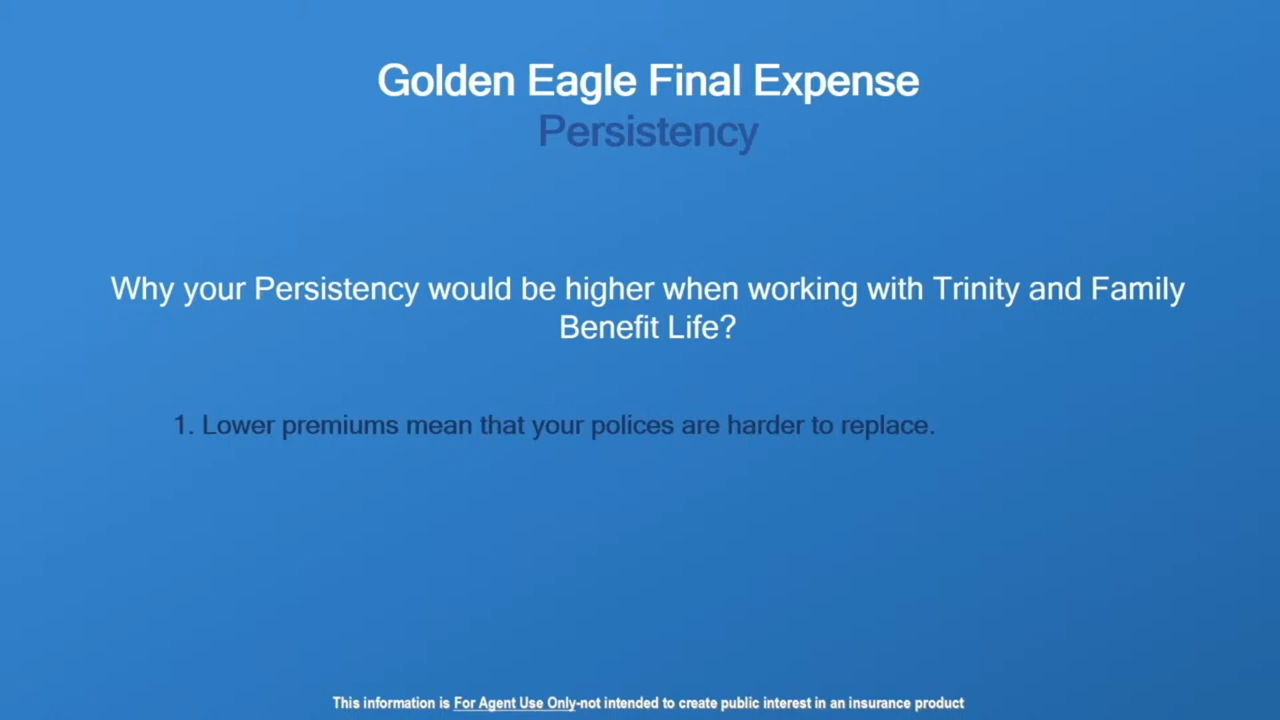 Golden Eagle Final Expense
Persistency
Why your Persistency would be higher when working with Trinity and Family
Benefit Life?
1. Lower premiums mean that your polices are harder to replace.
This information is For Agent Use Only-not intended to create public interest in an insurance product